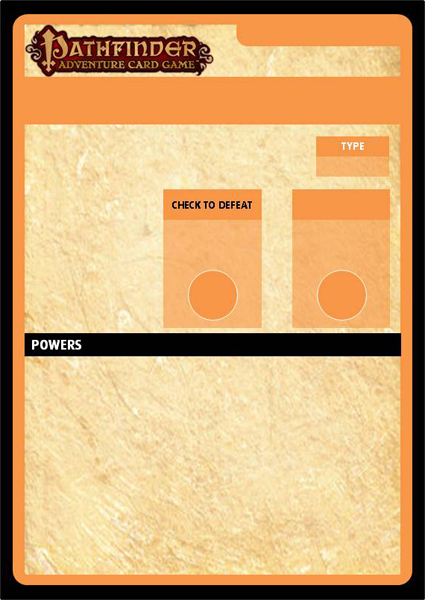 PATHFINDER
ADVENTURE CARD GAME
TYPE
CHECK TO DEFEAT
POWERS